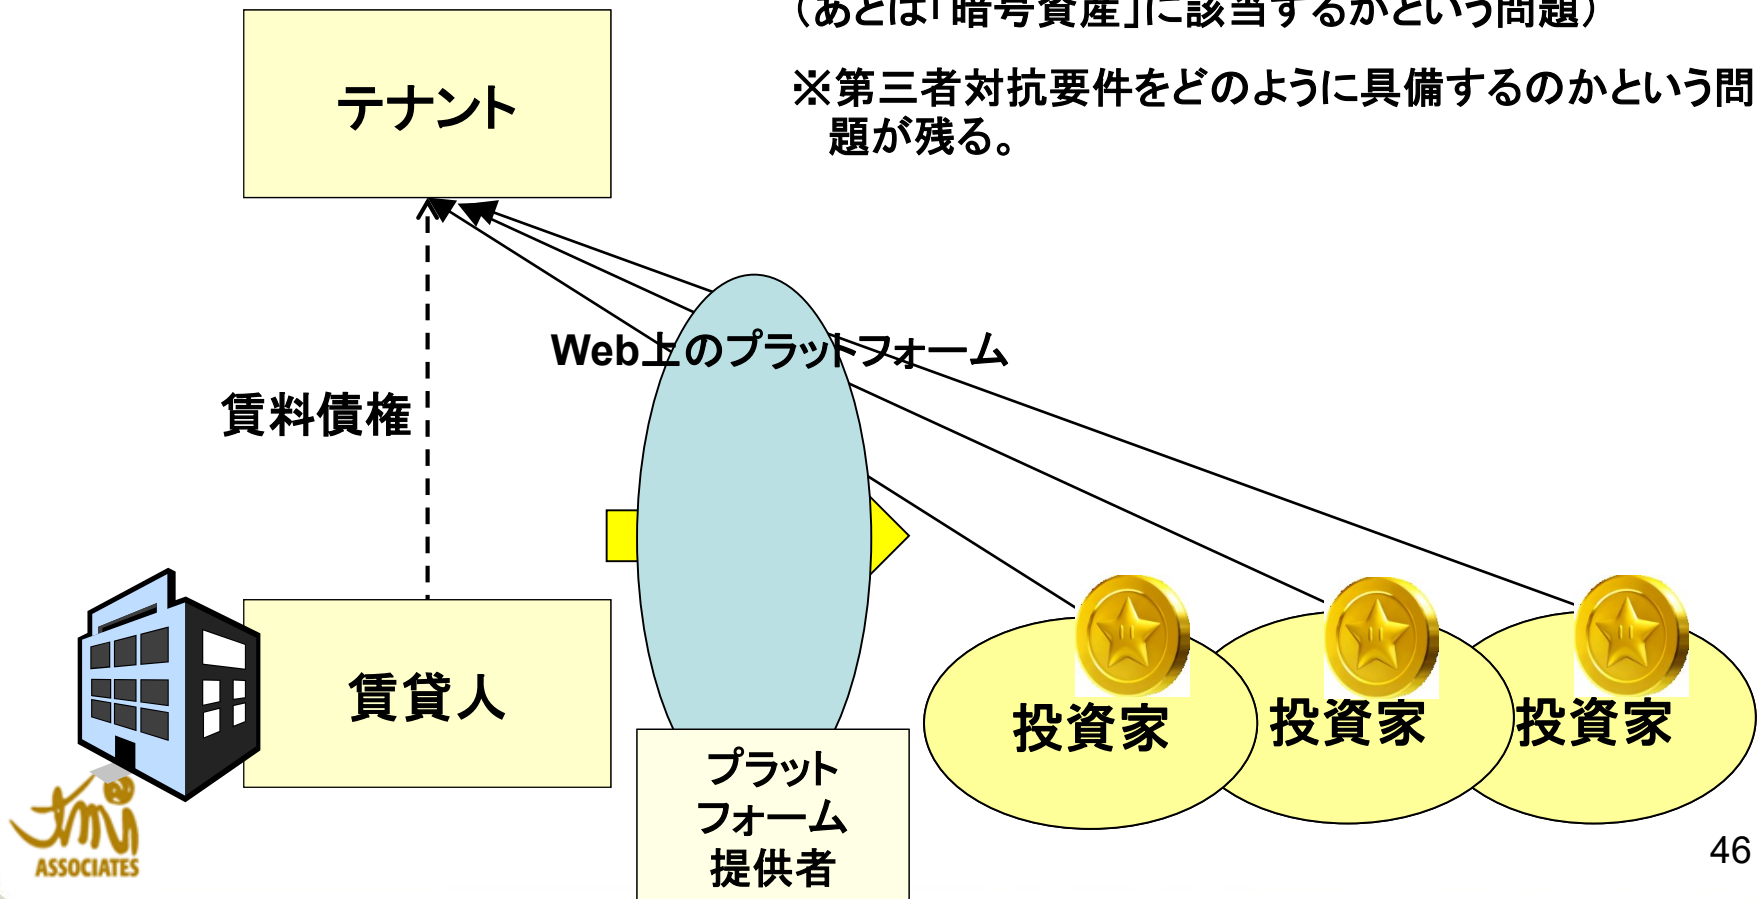 (あとは「暗号資産」に該当するかという問題)
※第三者対抗要件をどのように具備するのかという問
題が残る。
テナント
Web上のプラットフォーム
賃料債権
賃貸人
投資家
投資家
投資家
プラット
フォーム
提供者
tmi
ASSOCIATES
46